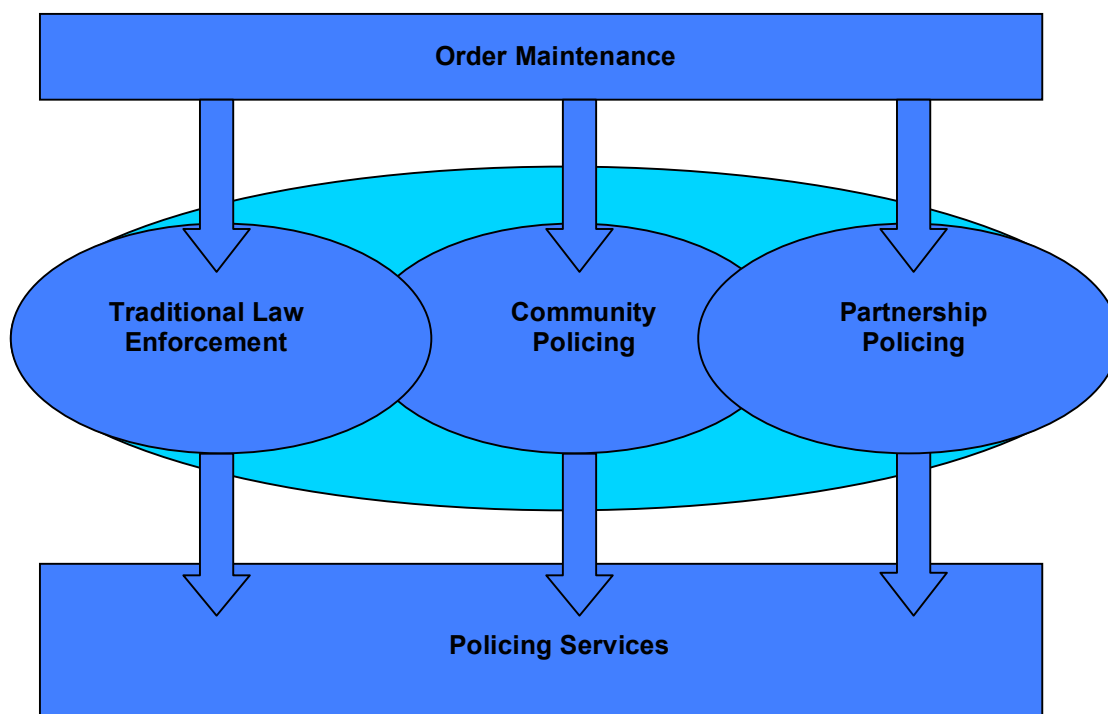 Order Maintenance
Traditional Law
Enforcement
Community
Policing
Partnership
Policing
Policing Services